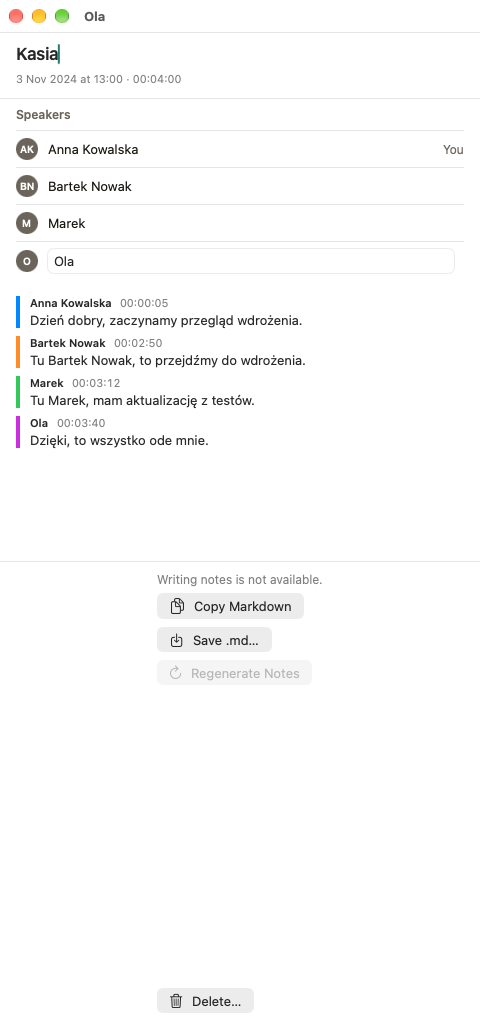 Ola
Kasia
3 Nov 2024 at 13:00 · 00:04:00
Speakers
AK Anna Kowalska You
BN Bartek Nowak
M Marek
O Ola
Anna Kowalska 00:00:05
Dzień dobry, zaczynamy przegląd wdrożenia.
Bartek Nowak 00:02:50
Tu Bartek Nowak, to przejdźmy do wdrożenia.
Marek 00:03:12
Tu Marek, mam aktualizację z testów.
Ola 00:03:40
Dzięki, to wszystko ode mnie.
Writing notes is not available.
Copy Markdown
Save .md...
Regenerate Notes
Delete...